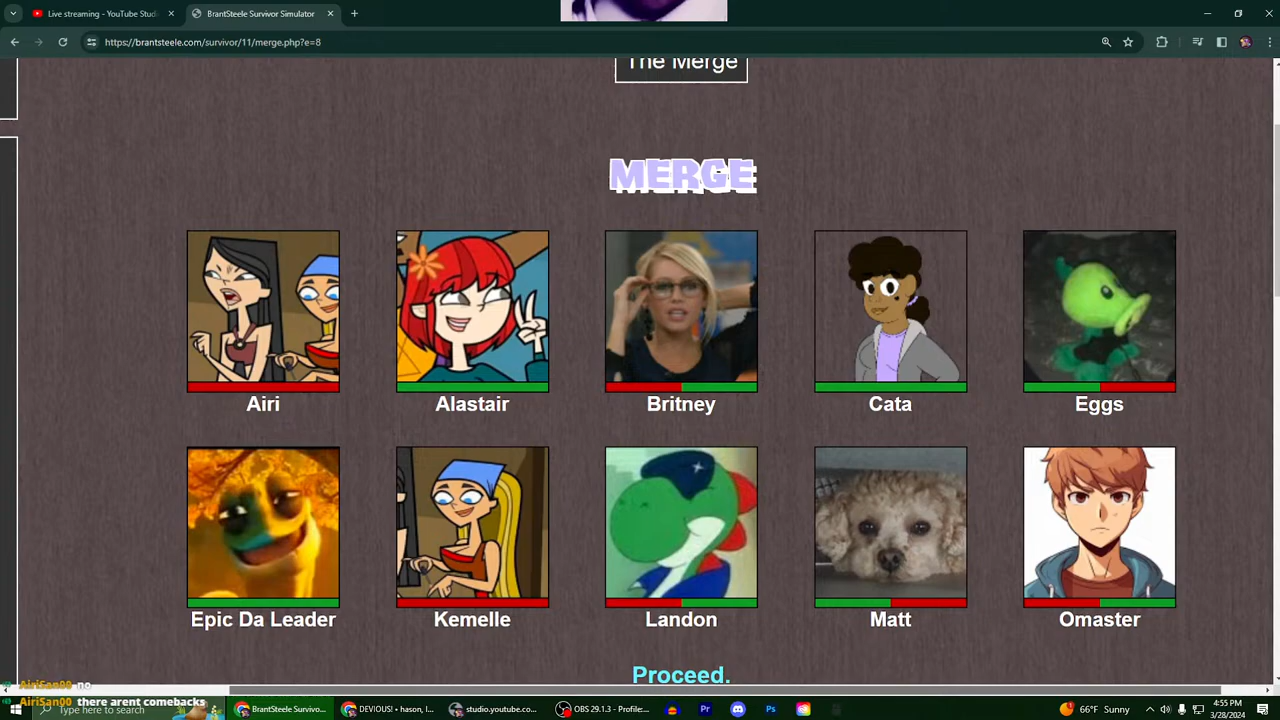 Live streaming - YouTube Studi
BrantSteele Survivor Simulator
https://brantsteele.com/survivor/11/merge.php?e=8
The Merge
MERGE
Airi
Alastair
Britney
Cata
Eggs
Epic Da Leader
Kemelle
Landon
Matt
Omaster
Proceed.
AiriSan00 no
AiriSan00 there arent comebacks
Type here to search
BrantSteele Survivo...
DEVIOUS! • hason, l...
studio.youtube.co...
OBS 29.1.3 - Profile:...
66°F Sunny
4:55 PM
3/28/2024